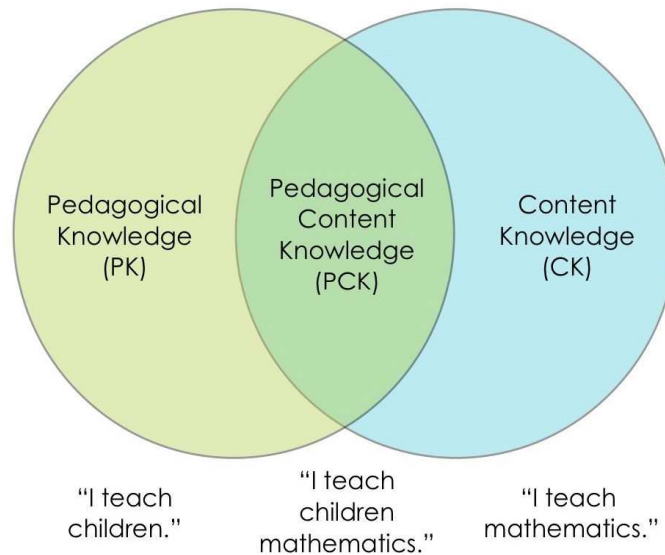 Pedagogical
Knowledge
(PK)
Pedagogical
Content
Knowledge
(PCK)
Content
Knowledge
(CK)
“I teach
children.”
“I teach
children
mathematics.”
“I teach
mathematics.”